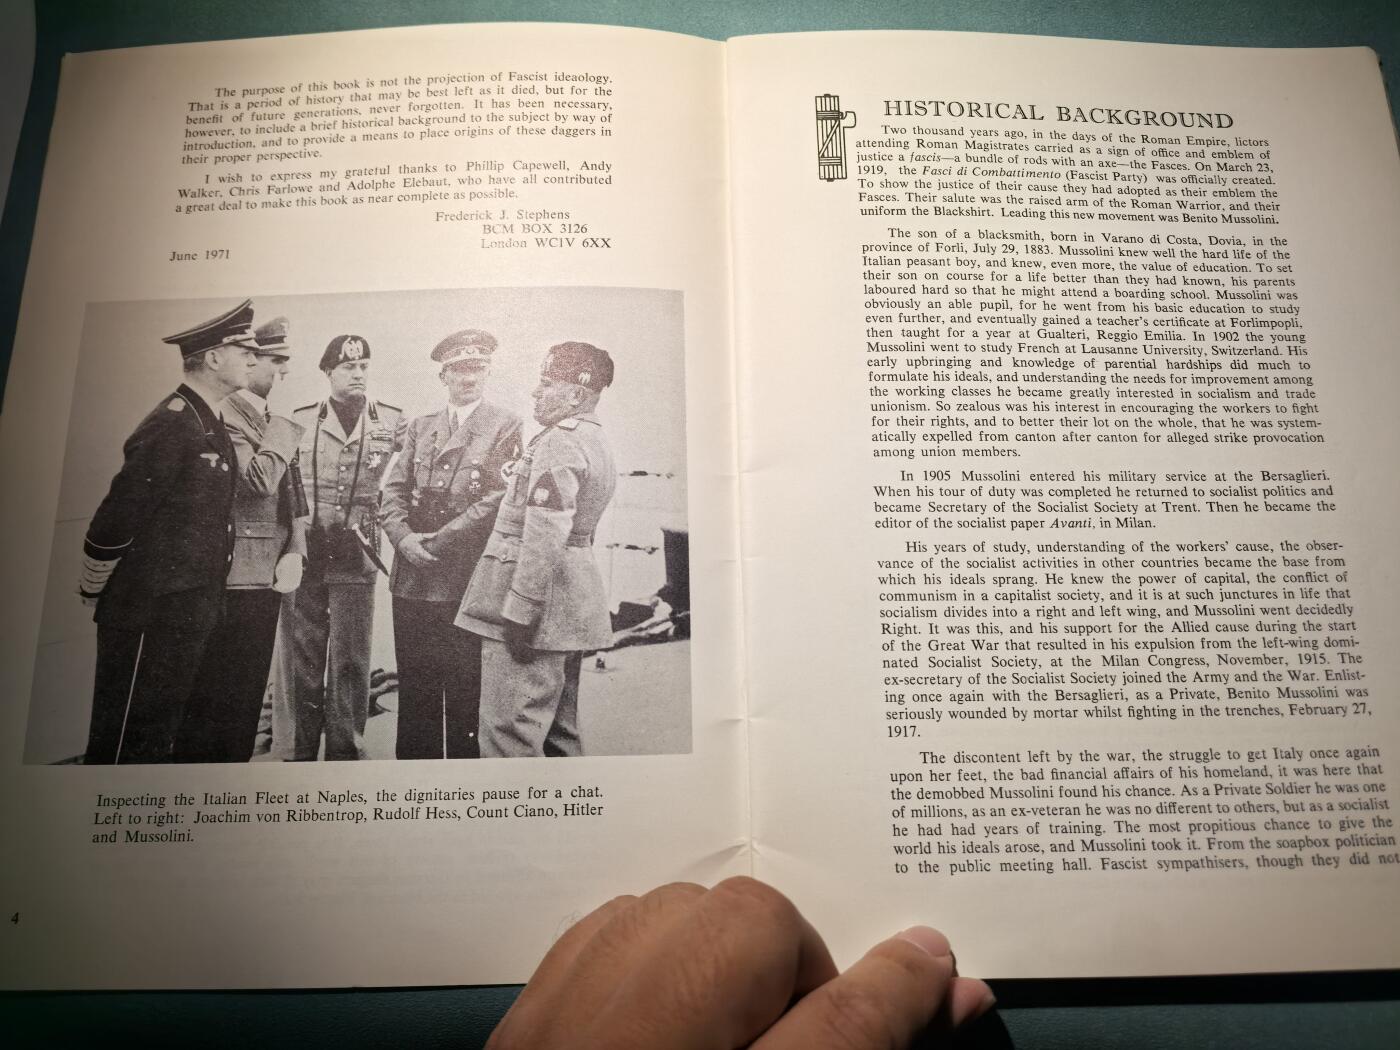 The purpose of this book is not the projection of Fascist ideaology.
That is a period of history that may be best left as it died, but for the
benefit of future generations, never forgotten. It has been necessary,
however, to include a brief historical background to the subject by way of
introduction, and to provide a means to place origins of these daggers in
their proper perspective.
I wish to express my grateful thanks to Phillip Capewell, Andy
Walker, Chris Farlowe and Adolphe Elebaut, who have all contributed
a great deal to make this book as near complete as possible.
Frederick J. Stephens
BCM BOX 3126
London WC1V 6XX
June 1971
Inspecting the Italian Fleet at Naples, the dignitaries pause for a chat.
Left to right: Joachim von Ribbentrop, Rudolf Hess, Count Ciano, Hitler
and Mussolini.
4
HISTORICAL BACKGROUND
Two thousand years ago, in the days of the Roman Empire, lictors
attending Roman Magistrates carried as a sign of office and emblem of
justice a fascis—a bundle of rods with an axe—the Fasces. On March 23,
1919, the Fasci di Combattimento (Fascist Party) was officially created.
To show the justice of their cause they had adopted as their emblem the
Fasces. Their salute was the raised arm of the Roman Warrior, and their
uniform the Blackshirt. Leading this new movement was Benito Mussolini.
The son of a blacksmith, born in Varano di Costa, Dovia, in the
province of Forli, July 29, 1883. Mussolini knew well the hard life of the
Italian peasant boy, and knew, even more, the value of education. To set
their son on course for a life better than they had known, his parents
laboured hard so that he might attend a boarding school. Mussolini was
obviously an able pupil, for he went from his basic education to study
even further, and eventually gained a teacher's certificate at Forlimpopli,
then taught for a year at Gualteri, Reggio Emilia. In 1902 the young
Mussolini went to study French at Lausanne University, Switzerland. His
early upbringing and knowledge of parental hardships did much to
formulate his ideals, and understanding the needs for improvement among
the working classes he became greatly interested in socialism and trade
unionism. So zealous was his interest in encouraging the workers to fight
for their rights, and to better their lot on the whole, that he was system-
atically expelled from canton after canton for alleged strike provocation
among union members.
In 1905 Mussolini entered his military service at the Bersaglieri.
When his tour of duty was completed he returned to socialist politics and
became Secretary of the Socialist Society at Trent. Then he became the
editor of the socialist paper Avanti, in Milan.
His years of study, understanding of the workers' cause, the obser-
vance of the socialist activities in other countries became the base from
which his ideals sprang. He knew the power of capital, the conflict of
communism in a capitalist society, and it is at such junctures in life that
socialism divides into a right and left wing, and Mussolini went decidedly
Right. It was this, and his support for the Allied cause during the start
of the Great War that resulted in his expulsion from the left-wing domi-
nated Socialist Society, at the Milan Congress, November, 1915. The
ex-secretary of the Socialist Society joined the Army and the War. Enlist-
ing once again with the Bersaglieri, as a Private, Benito Mussolini was
seriously wounded by mortar whilst fighting in the trenches, February 27,
1917.
The discontent left by the war, the struggle to get Italy once again
upon her feet, the bad financial affairs of his homeland, it was here that
the demobbed Mussolini found his chance. As a Private Soldier he was one
of millions, as an ex-veteran he was no different to others, but as a socialist
he had had years of training. The most propitious chance to give the
world his ideals arose, and Mussolini took it. From the soapbox politician
to the public meeting hall. Fascist sympathisers, though they did not